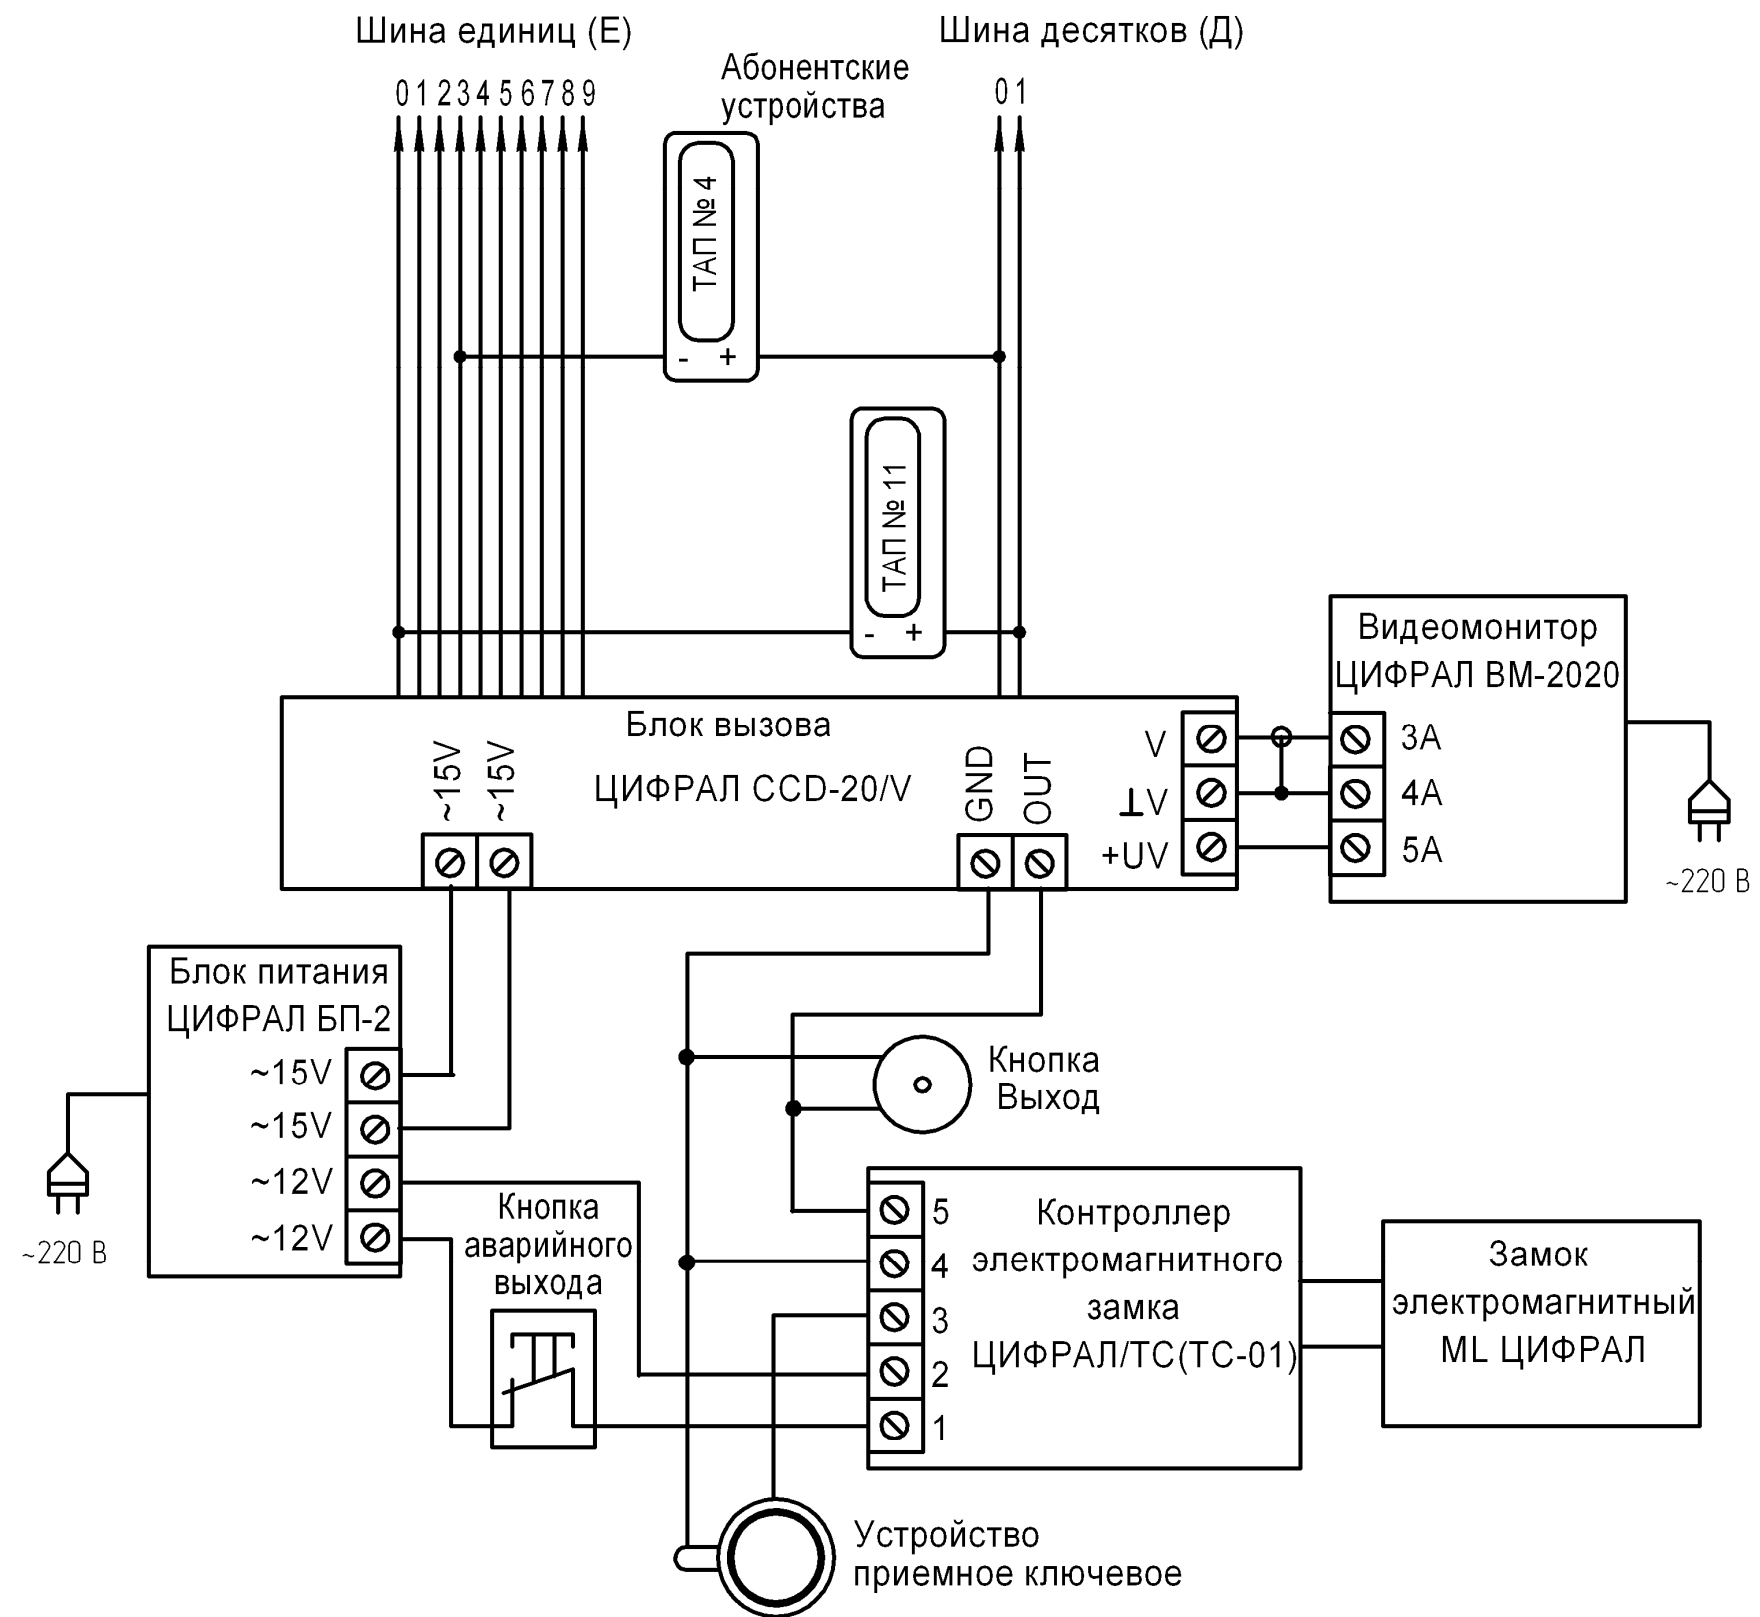 Шина единиц (Е)
Шина десятков (Д)
Абонентские
устройства
0 1 2 3 4 5 6 7 8 9
0 1
ТАП № 4
- +
ТАП № 11
- +
Видеомонитор
ЦИФРАЛ ВМ-2020
3А
4А
5А
~220 В
Блок вызова
ЦИФРАЛ CCD-20/V
~15V
~15V
GND
OUT
V
⊥V
+UV
Блок питания
ЦИФРАЛ БП-2
~15V
~15V
~12V
~12V
~220 В
Кнопка
Выход
Кнопка
аварийного
выхода
5
4
3
2
1
Контроллер
электромагнитного
замка
ЦИФРАЛ/ТС(ТС-01)
Замок
электромагнитный
ML ЦИФРАЛ
Устройство
приемное ключевое